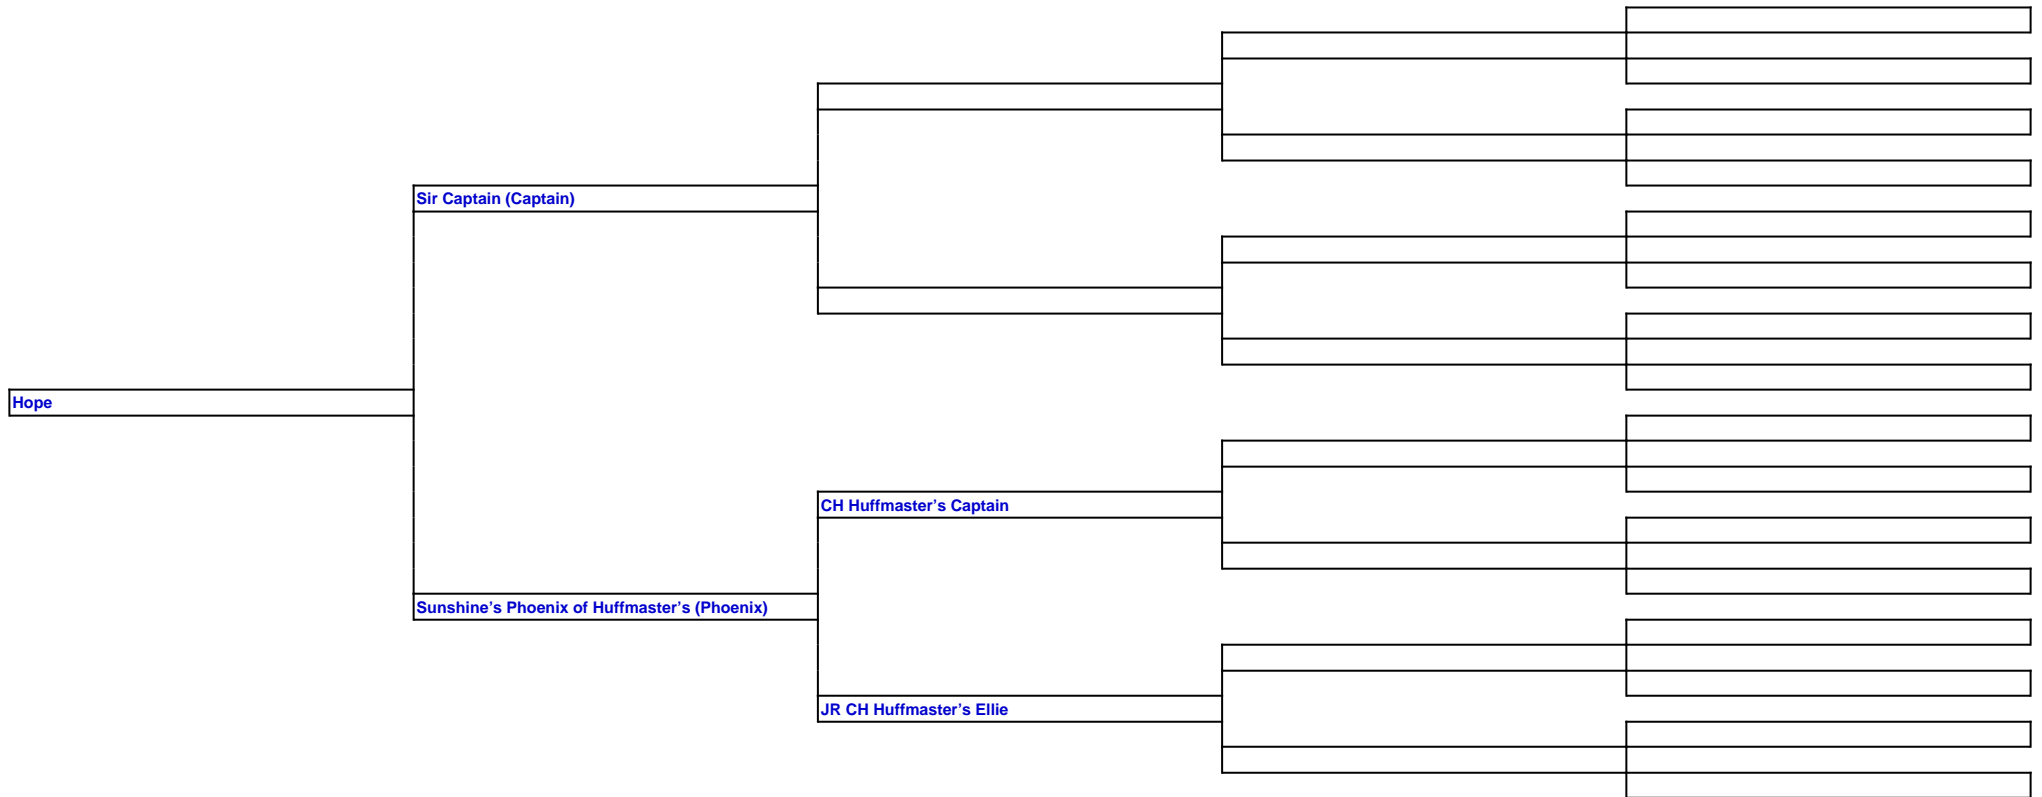 Sir Captain (Captain)
Hope
CH Huffmaster’s Captain
Sunshine’s Phoenix of Huffmaster’s (Phoenix)
JR CH Huffmaster’s Ellie